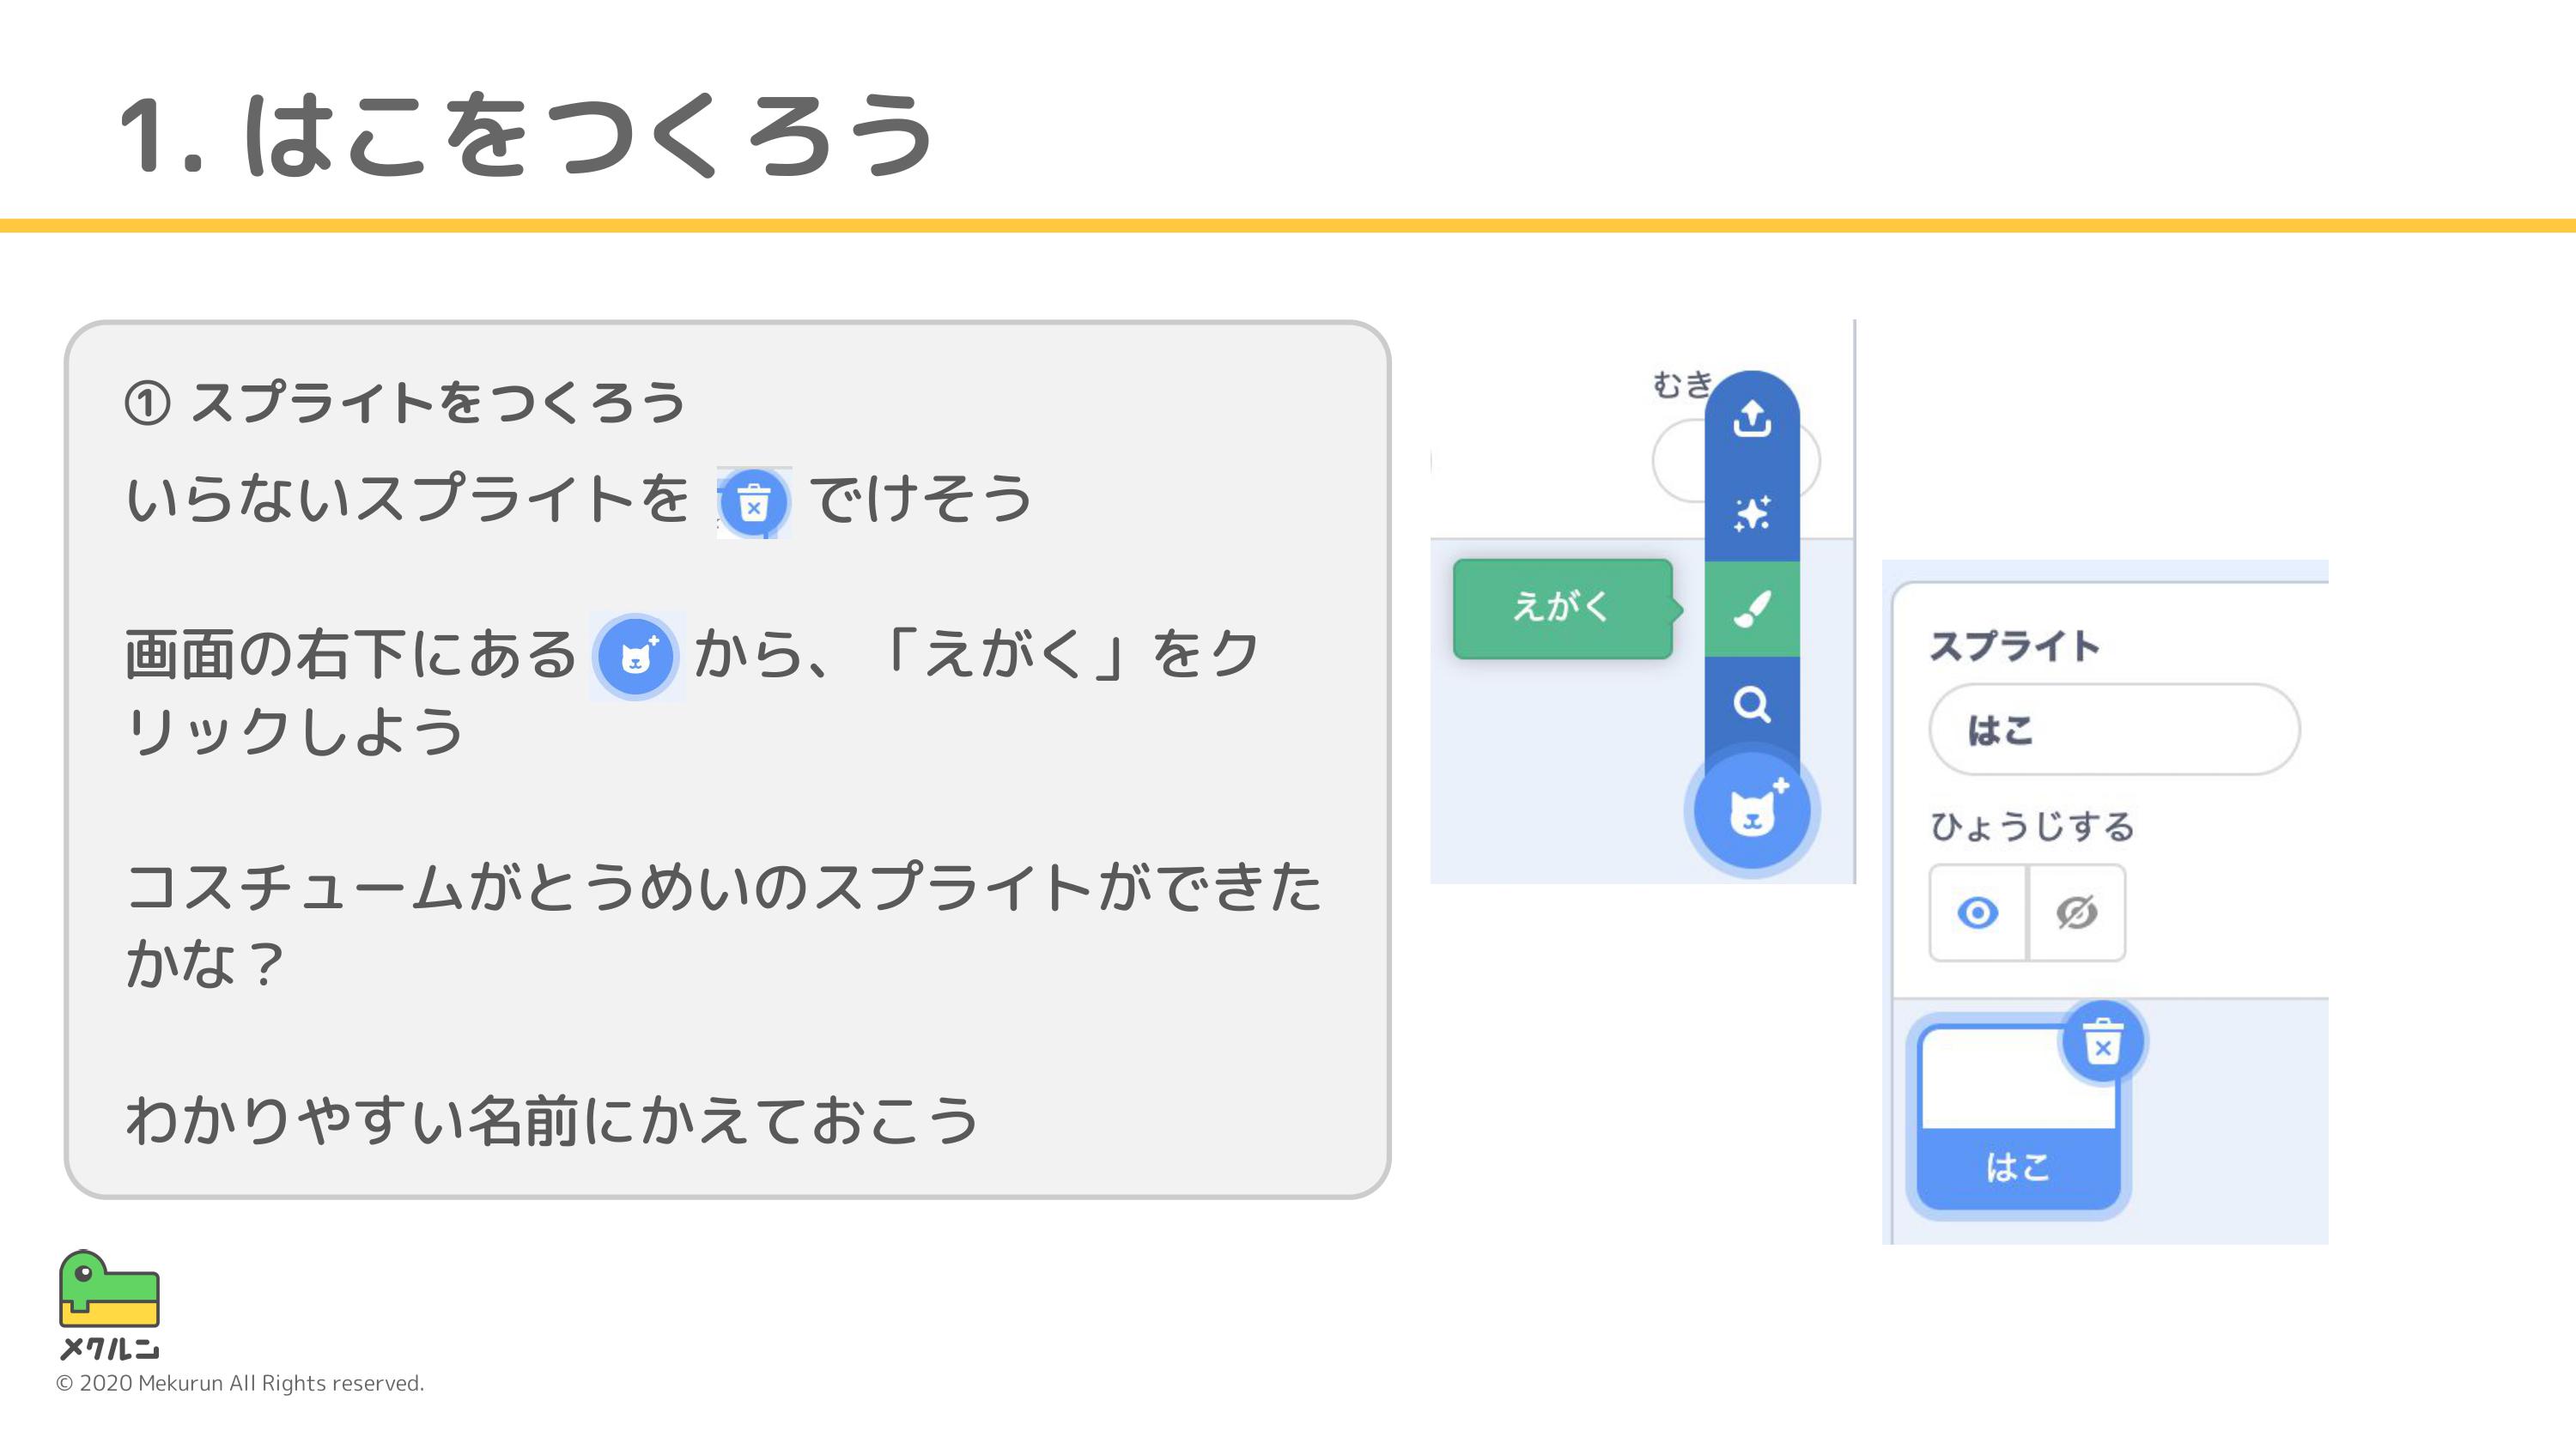 1. はこをつくろう
① スプライトをつくろう
いらないスプライトを でけそう
画面の右下にある から、「えがく」をク
リックしよう
コスチュームがとうめいのスプライトができた
かな？
わかりやすい名前にかえておこう
むき
えがく
スプライト
はこ
ひょうじする
はこ
メクルン
© 2020 Mekurun All Rights reserved.